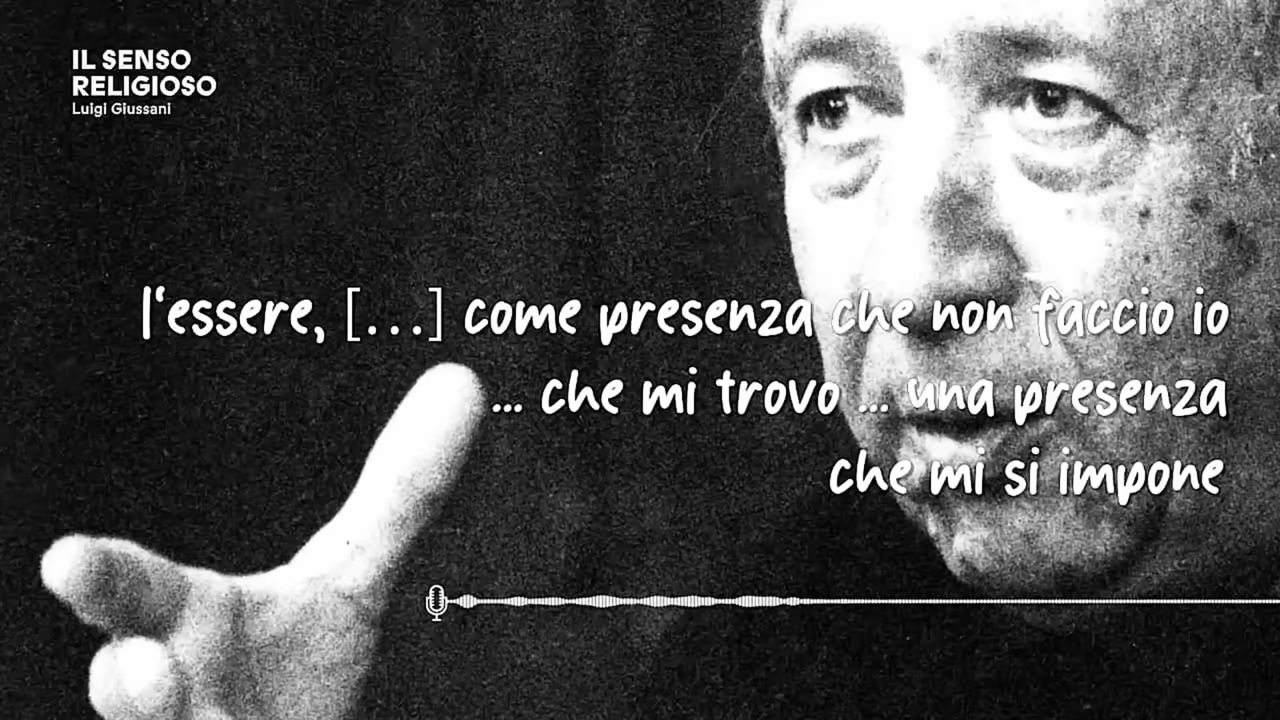 IL SENSO
RELIGIOSO
Luigi Giussani
l'essere, [...] come presenza che non faccio io
... che mi trovo ... una presenza
che mi si impone